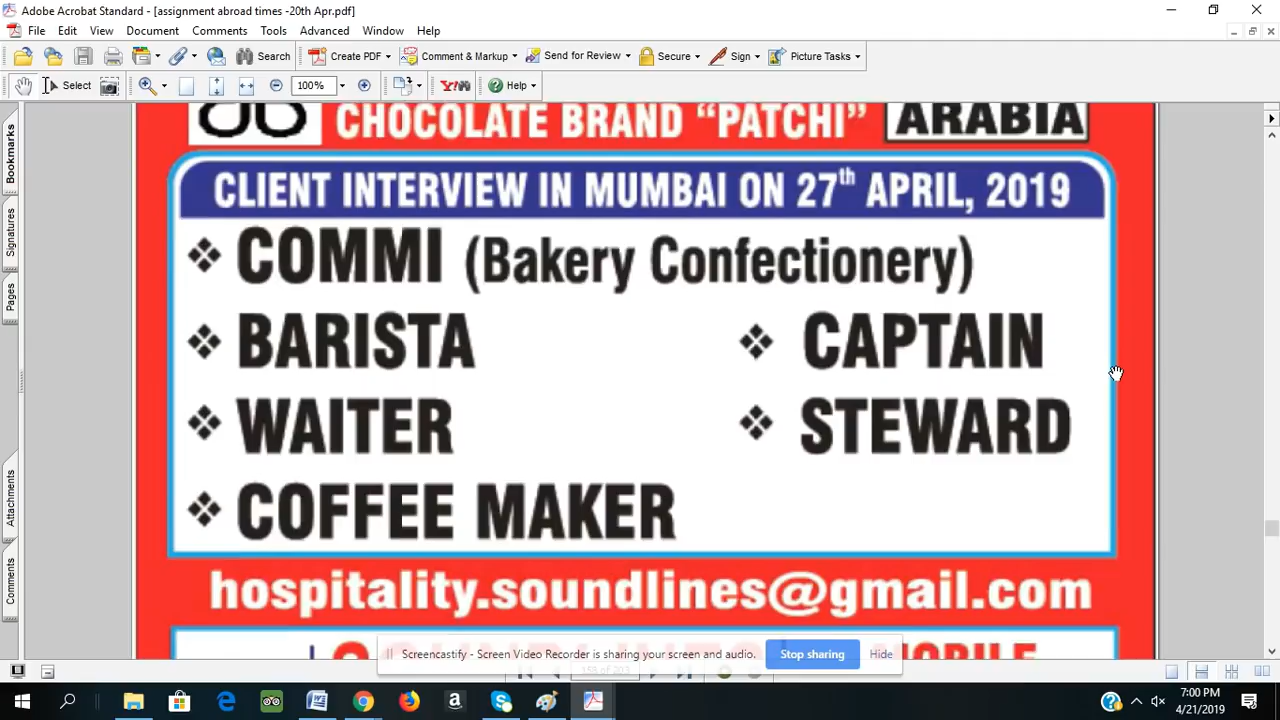 Adobe Acrobat Standard - [assignment abroad times -20th Apr.pdf]
File Edit View Document Comments Tools Advanced Window Help
Search Create PDF Comment & Markup Send for Review Secure Sign Picture Tasks
Select 100% Y! Help
CHOCOLATE BRAND “PATCHI” ARABIA
CLIENT INTERVIEW IN MUMBAI ON 27th APRIL, 2019
❖ COMMI (Bakery Confectionery)
❖ BARISTA ❖ CAPTAIN
❖ WAITER ❖ STEWARD
❖ COFFEE MAKER
hospitality.soundlines@gmail.com
Bookmarks
Signatures
Pages
Attachments
Comments
Screencastify - Screen Video Recorder is sharing your screen and audio. Stop sharing Hide
7:00 PM
4/21/2019